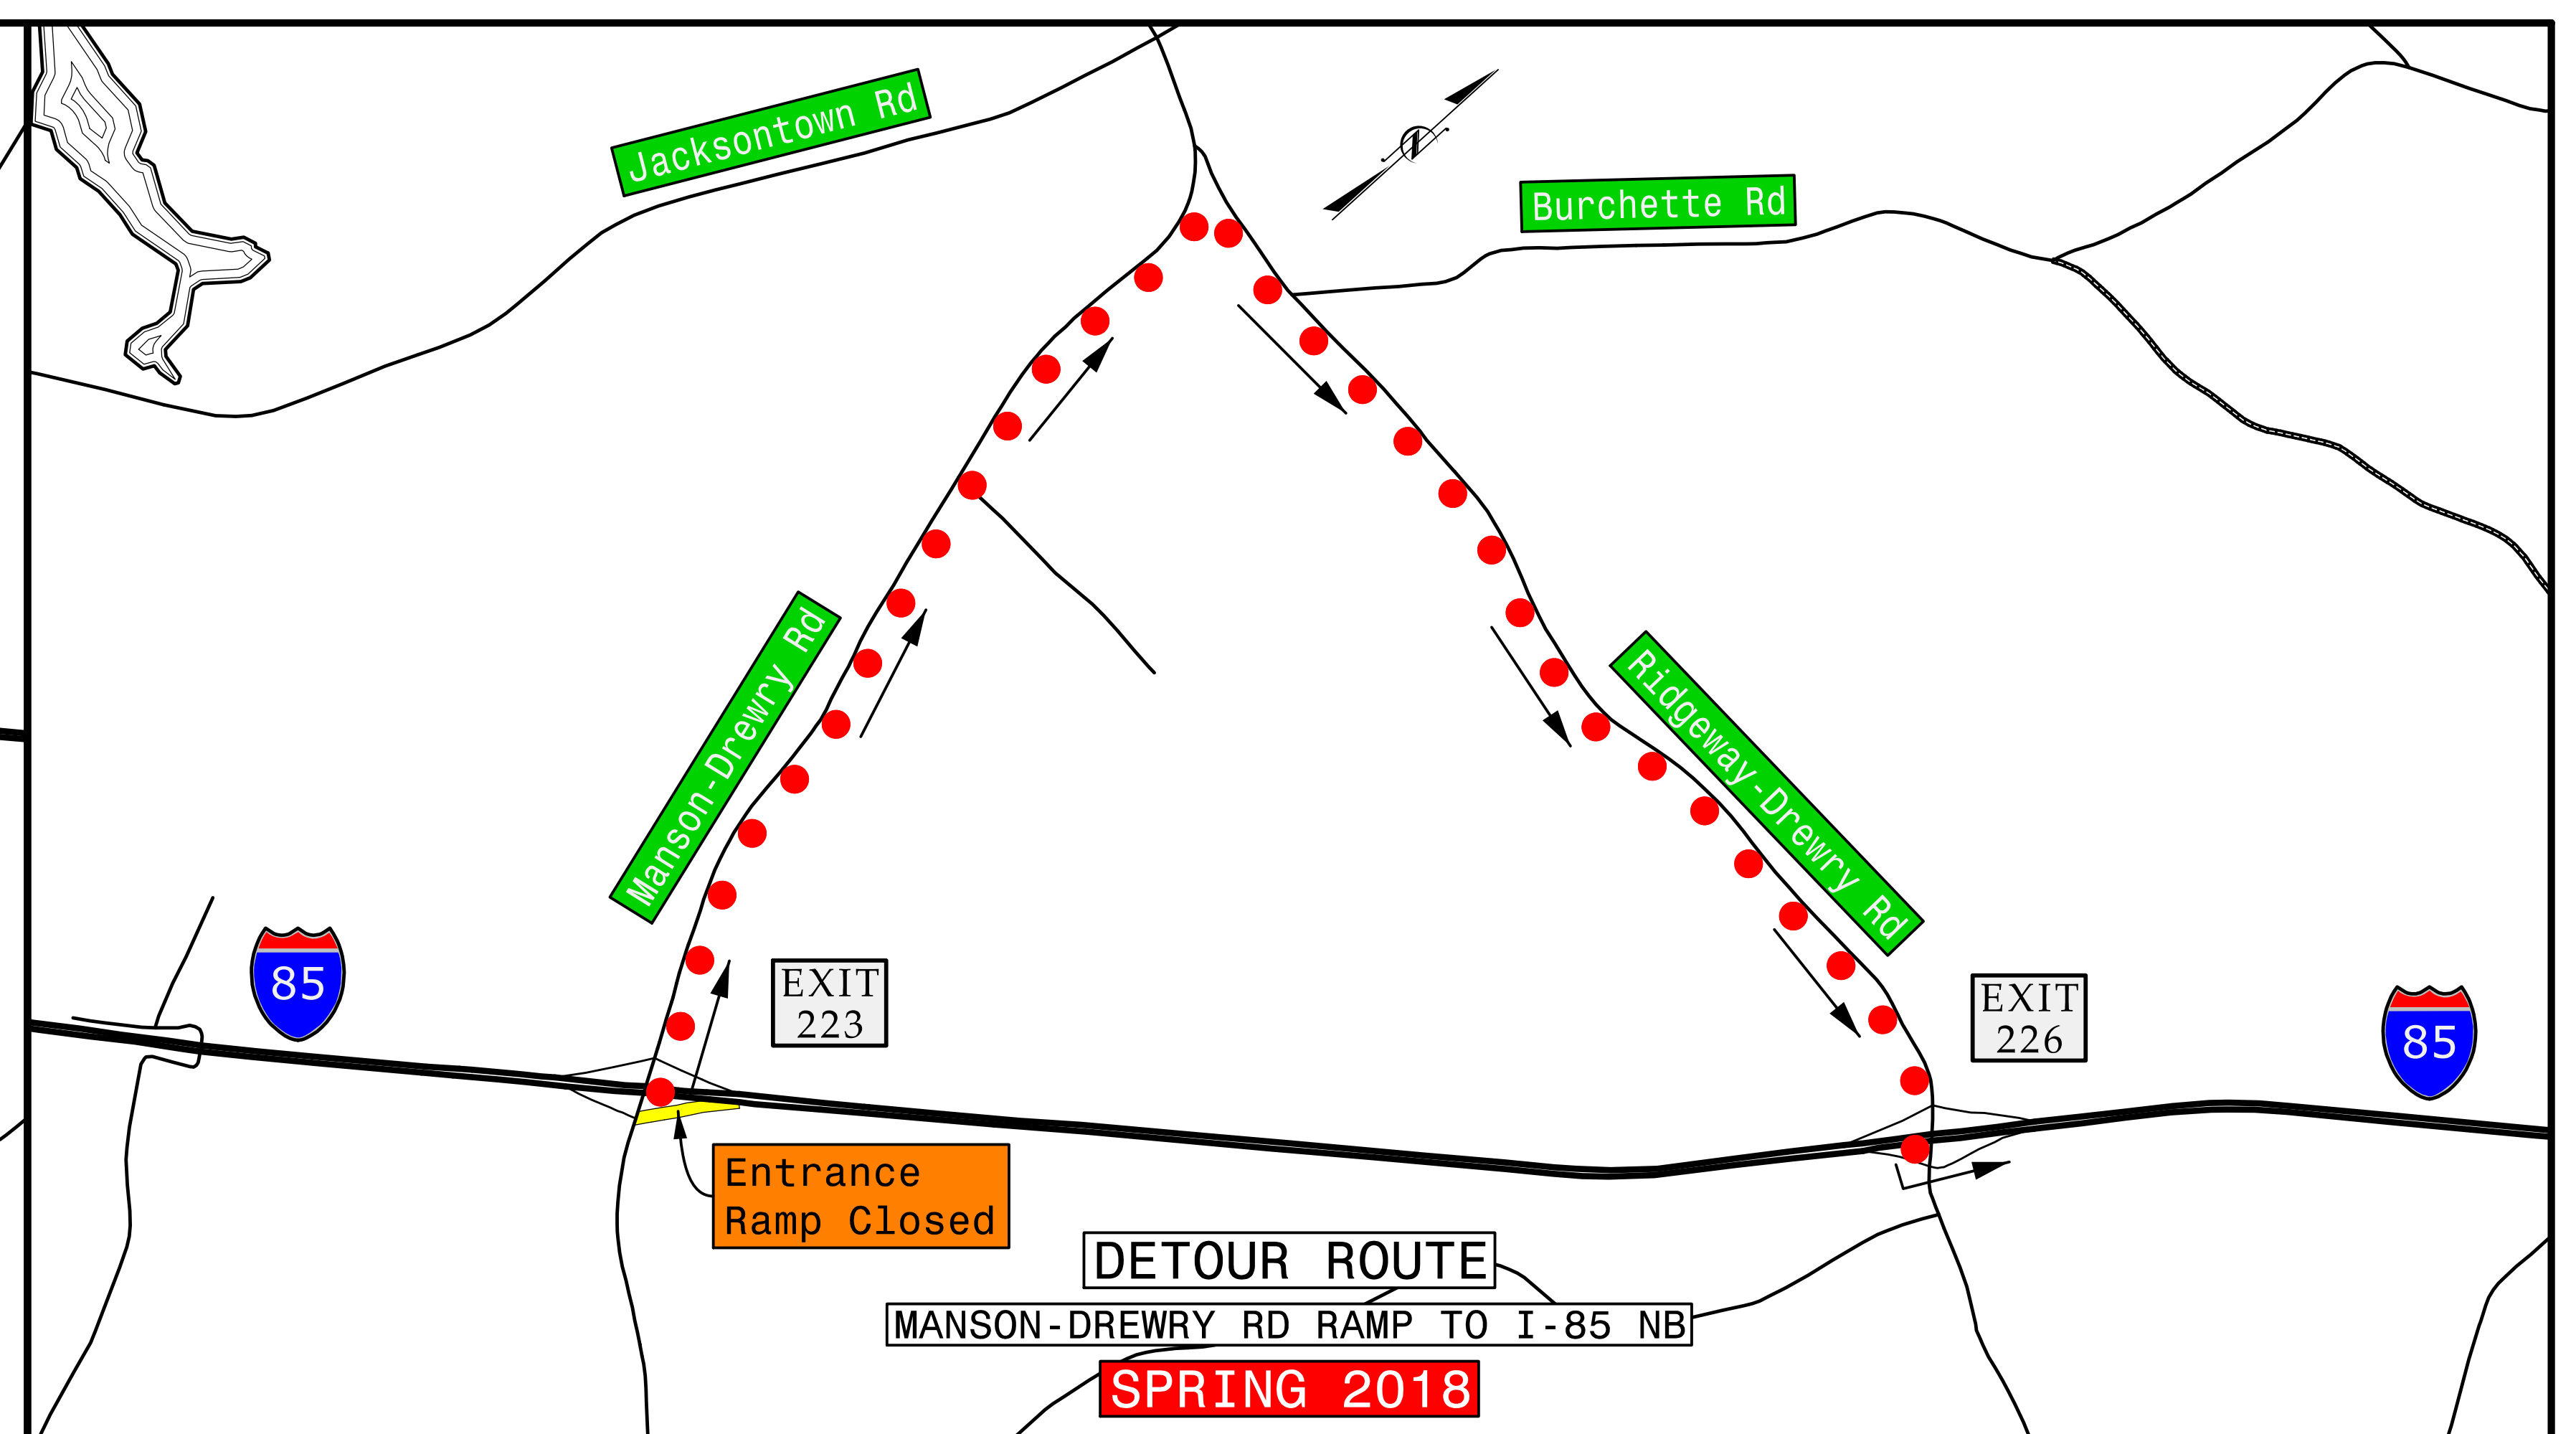 Jacksontown Rd
Burchette Rd
Manson-Drewry Rd
Ridgeway-Drewry Rd
85
EXIT
223
EXIT
226
85
Entrance
Ramp Closed
DETOUR ROUTE
MANSON-DREWRY RD RAMP TO I-85 NB
SPRING 2018
N